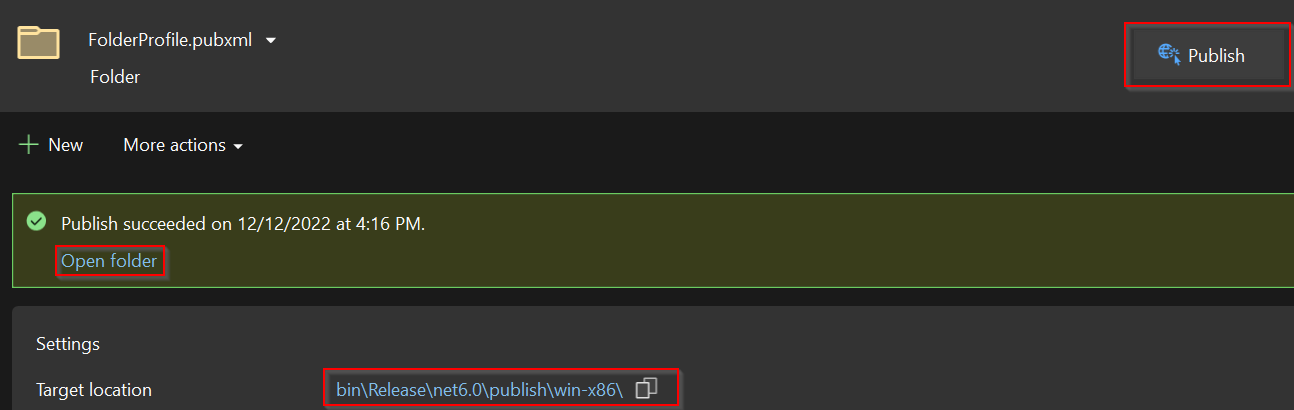 FolderProfile.pubxml
Folder
Publish
New
More actions
Publish succeeded on 12/12/2022 at 4:16 PM.
Open folder
Settings
Target location
bin\Release\net6.0\publish\win-x86\